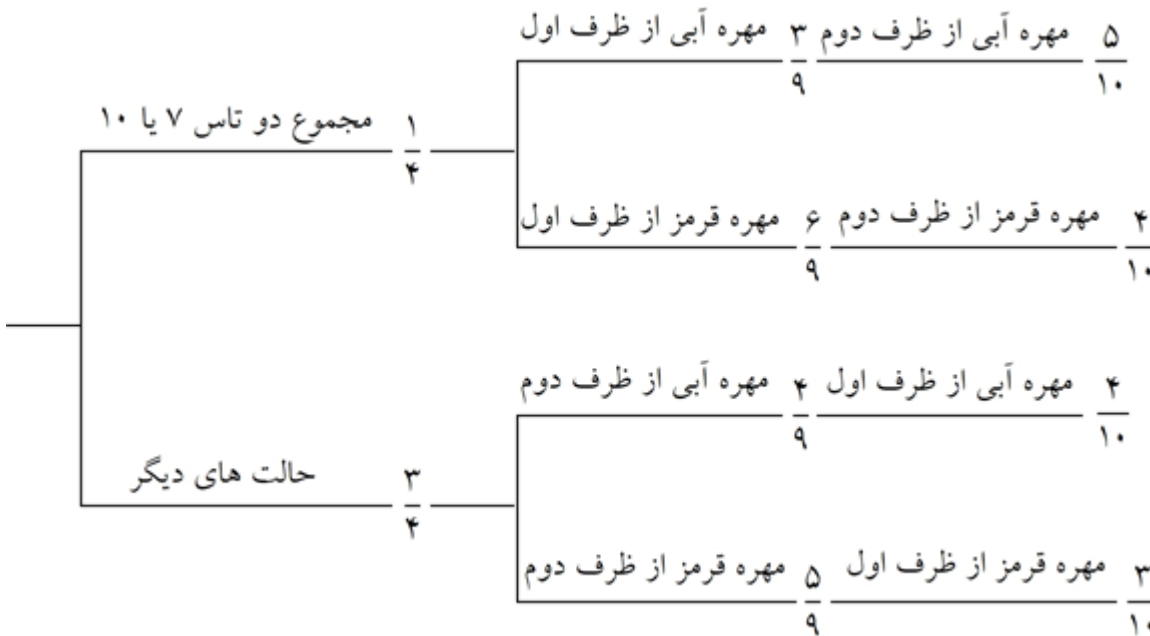 مهره آبی از ظرف اول ۳/۹ مهره آبی از ظرف دوم ۵/۱۰
مجموع دو تاس ۷ یا ۱۰ ۱/۴
مهره قرمز از ظرف اول ۶/۹ مهره قرمز از ظرف دوم ۴/۱۰
مهره آبی از ظرف دوم ۴/۹ مهره آبی از ظرف اول ۴/۱۰
حالت های دیگر ۳/۴
مهره قرمز از ظرف دوم ۵/۹ مهره قرمز از ظرف اول ۳/۱۰